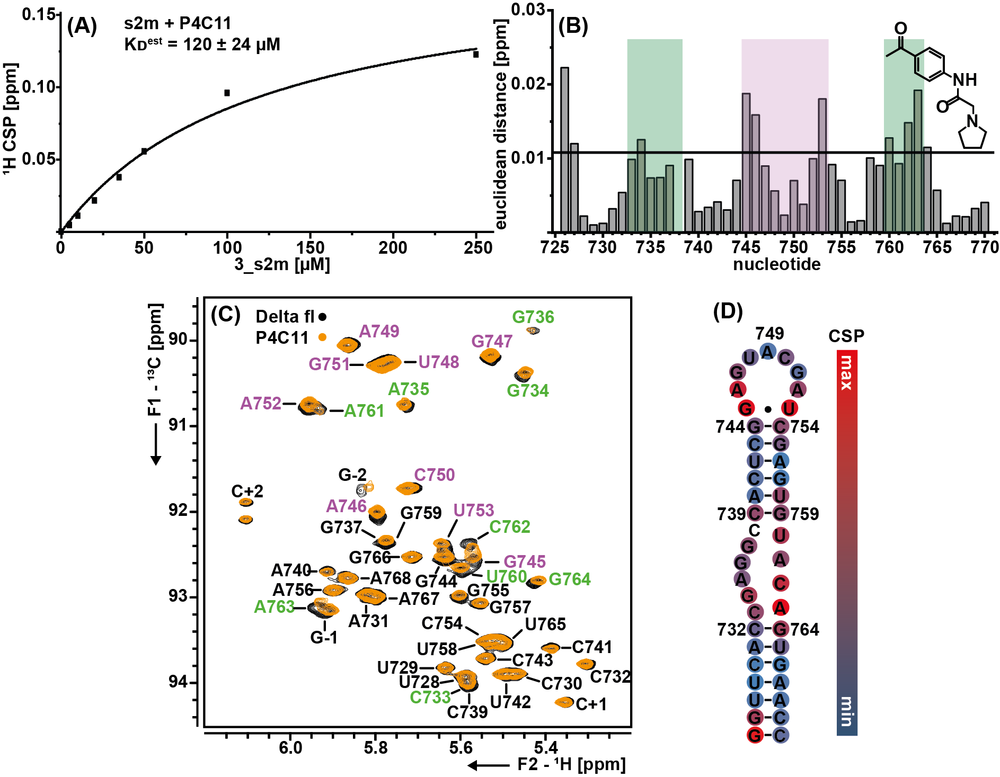 (A)
s2m + P4C11
KDest = 120 ± 24 µM
0.15
0.10
0.05
¹H CSP [ppm]
0
50
100
150
200
250
3_s2m [µM]
(B)
0.03
0.02
0.01
euclidean distance [ppm]
725
730
735
740
745
750
755
760
765
770
nucleotide
O
NH
O
N
(C)
Delta fl
P4C11
F1 - ¹³C [ppm]
90
91
92
93
94
A749
G736
G747
G751
U748
A735
G734
A752
A761
G-2
C750
C+2
A746
G759
U753
G737
C762
G766
G745
A740
A768
G744
U760
G764
A756
G755
A763
A767
G757
A731
G-1
C754
U765
U758
C741
U729
C743
C732
U728
C730
C733
U742
C739
C+1
6.0
5.8
5.6
5.4
F2 - ¹H [ppm]
(D)
CSP
max
min
749
U A C
G G
A A
G U
744 G C 754
C G
U A
C G
A U
739 C G 759
C U
G
G A
A C
G
C A
732 C G 764
A U
C G
U A
U A
G C
G C